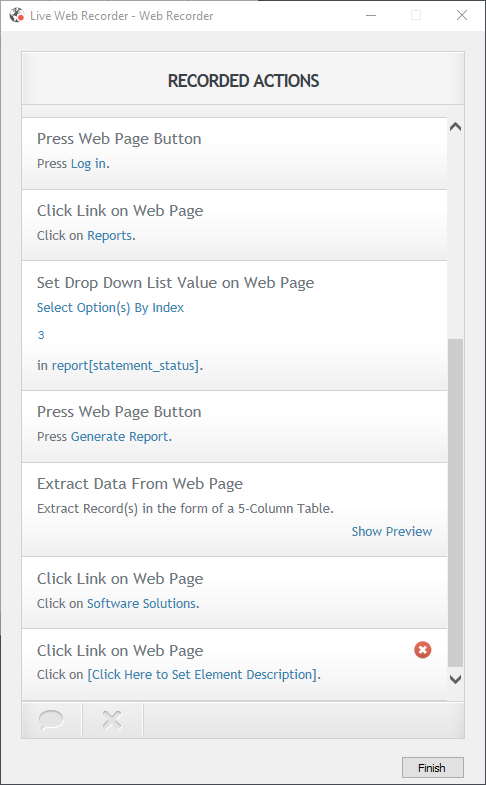 Live Web Recorder - Web Recorder
RECORDED ACTIONS
Press Web Page Button
Press Log in.
Click Link on Web Page
Click on Reports.
Set Drop Down List Value on Web Page
Select Option(s) By Index
3
in report[statement_status].
Press Web Page Button
Press Generate Report.
Extract Data From Web Page
Extract Record(s) in the form of a 5-Column Table.
Show Preview
Click Link on Web Page
Click on Software Solutions.
Click Link on Web Page
Click on [Click Here to Set Element Description].
Finish